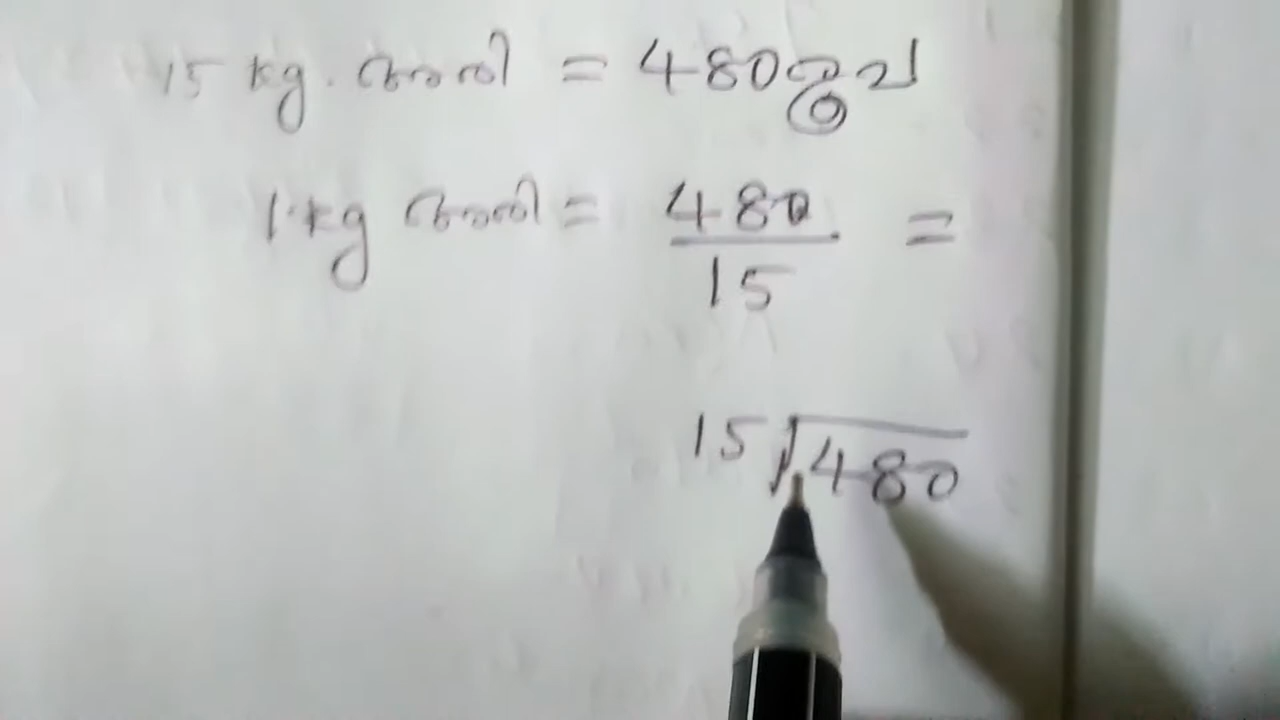 15 kg. അരി = 480 രൂപ
1 kg അരി = 480/15 =
15√480